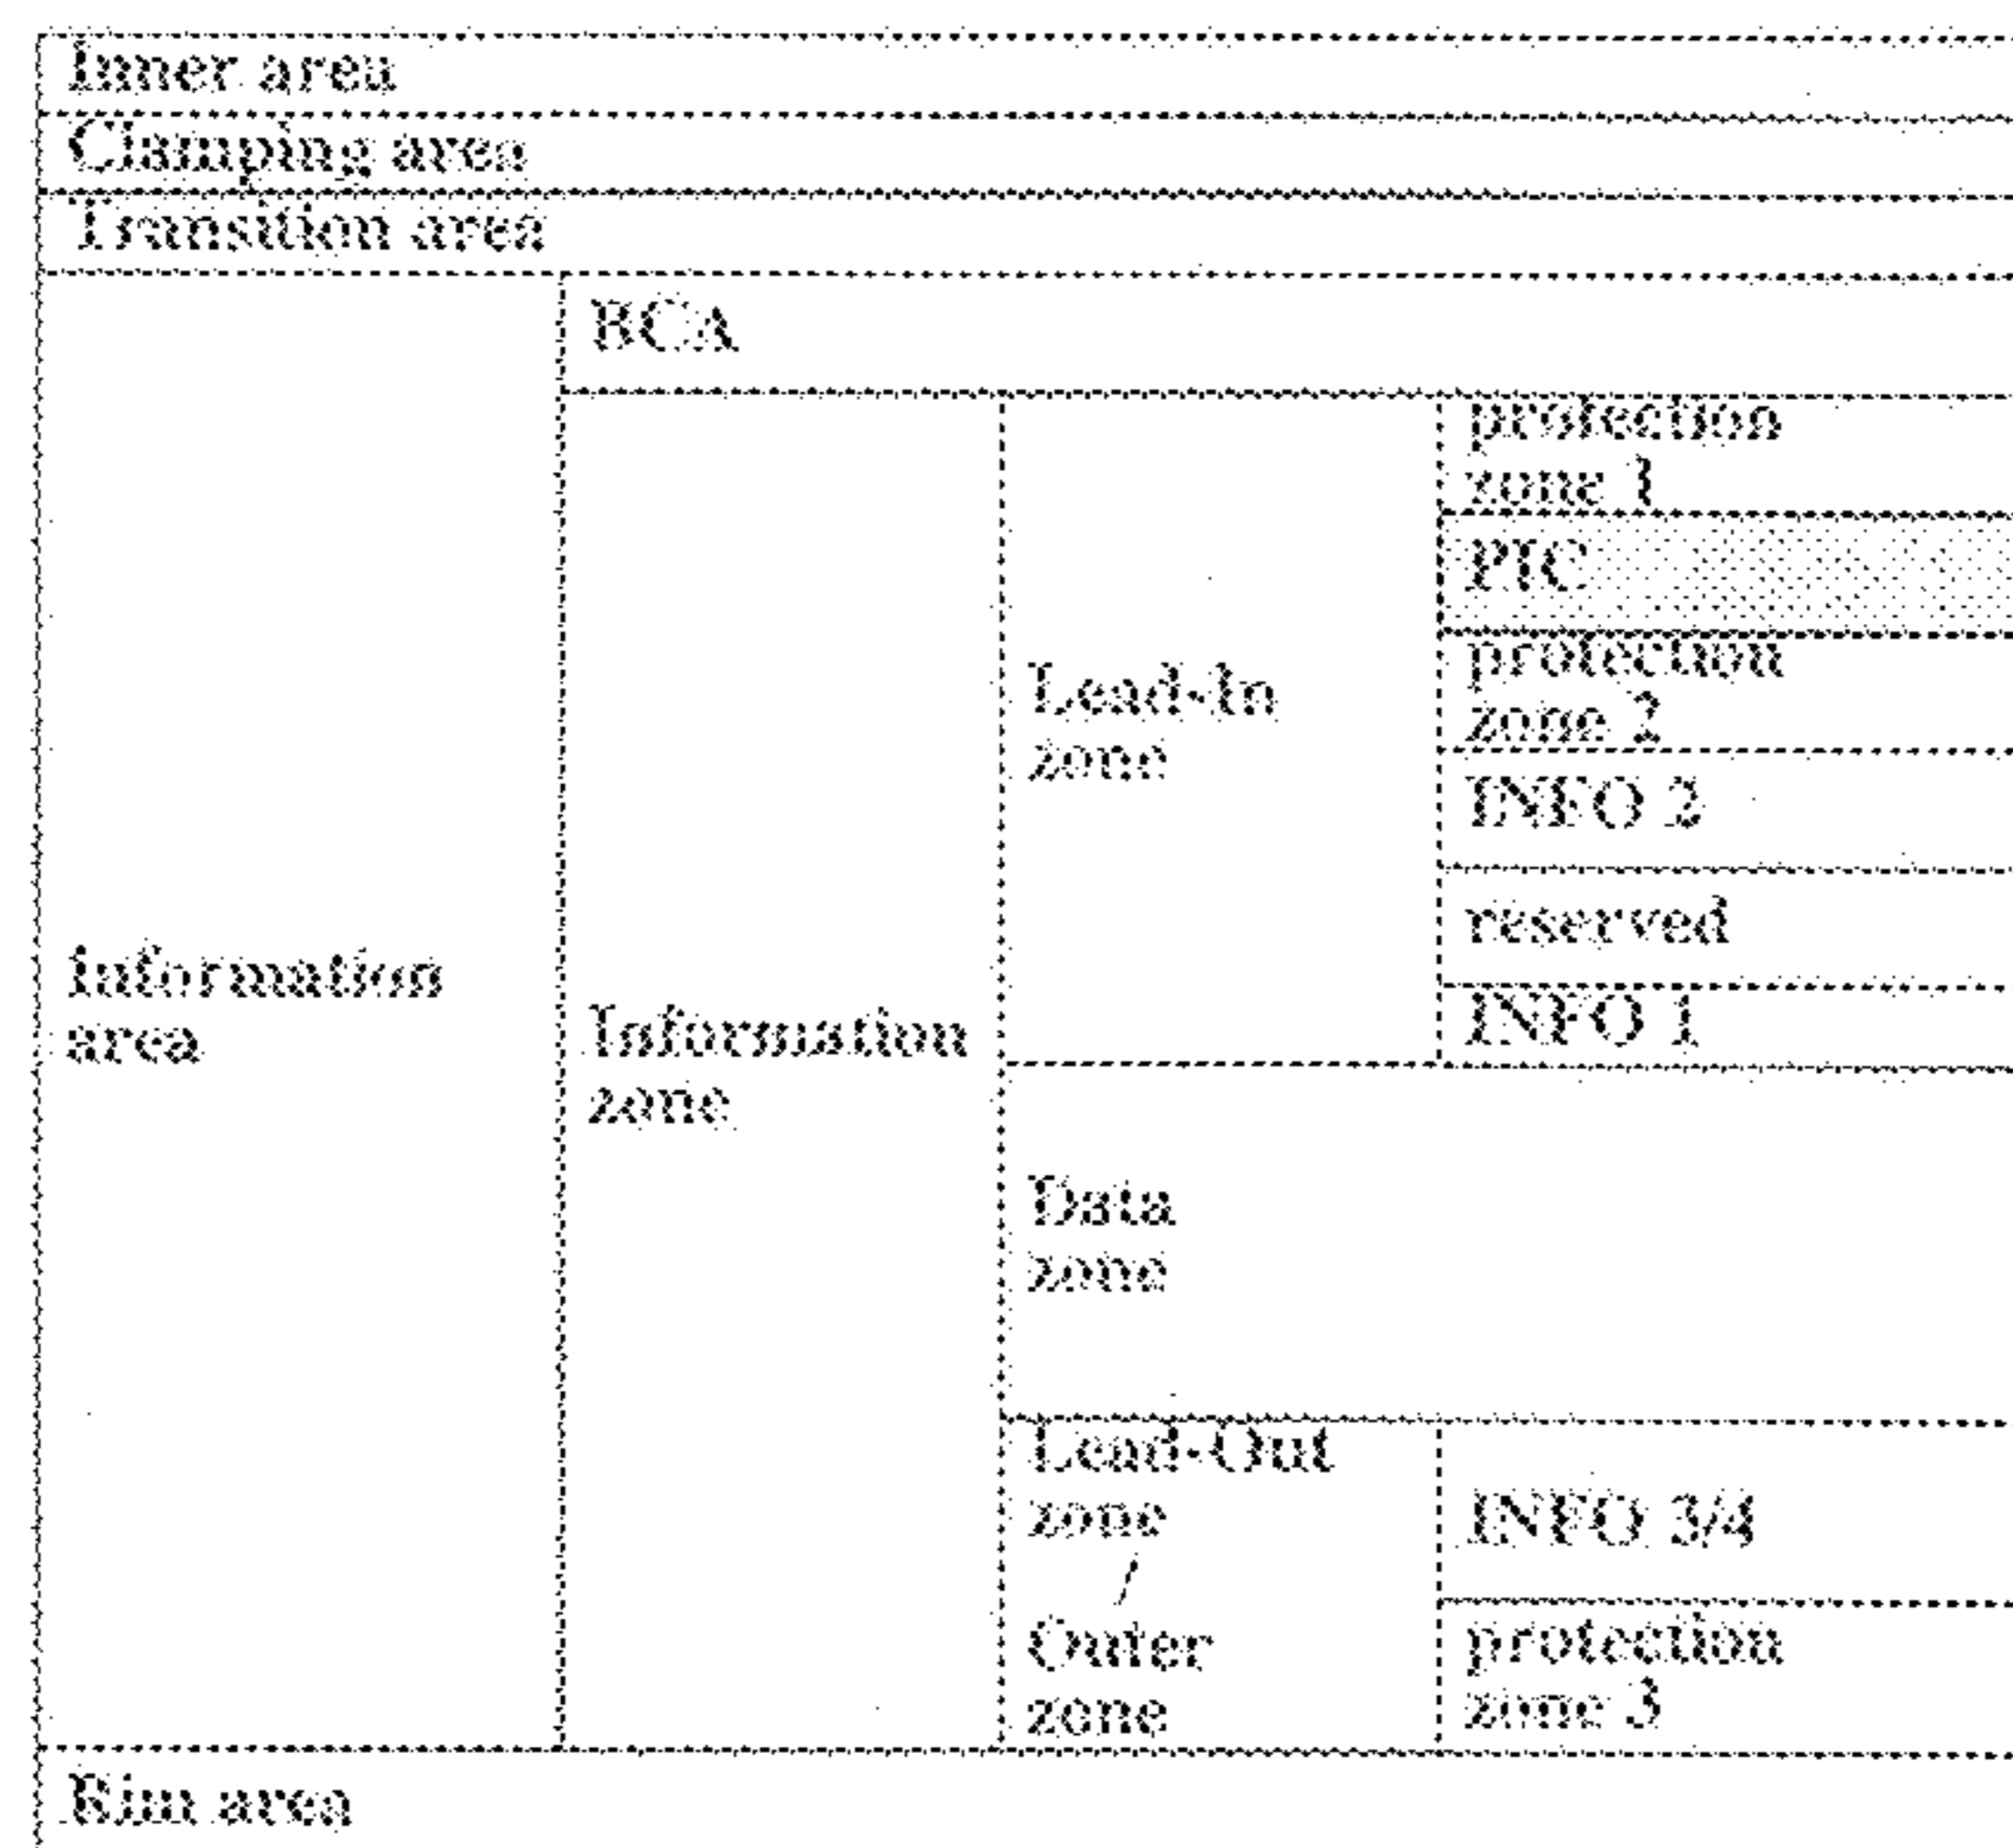 Inner area
Clamping area
Transition area
BCA
protection
zone 1
PIC
protection
zone 2
Lead-In
zone
INFO 2
reserved
INFO 1
Information
area
Information
zone
Data
zone
Lead-Out
zone
/
Outer
zone
INFO 3/4
protection
zone 3
Rim area